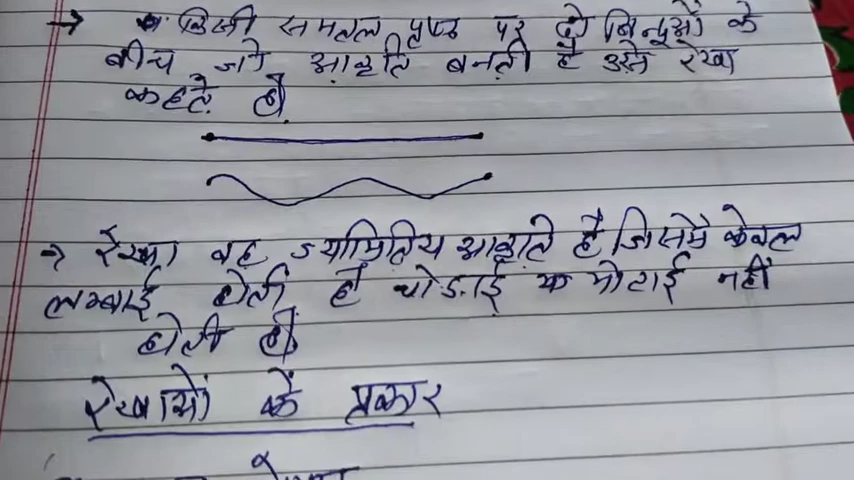 → किसी समतल पृष्ठ पर दो बिन्दुओं के
बीच जो आकृति बनती है उसे रेखा
कहते हैं।
→ रेखा वह ज्यामितिय आकृति है जिसमे केवल
लम्बाई होती है चोडाई क मोटाई नहीं
होती है।
रेखाओं के प्रकार